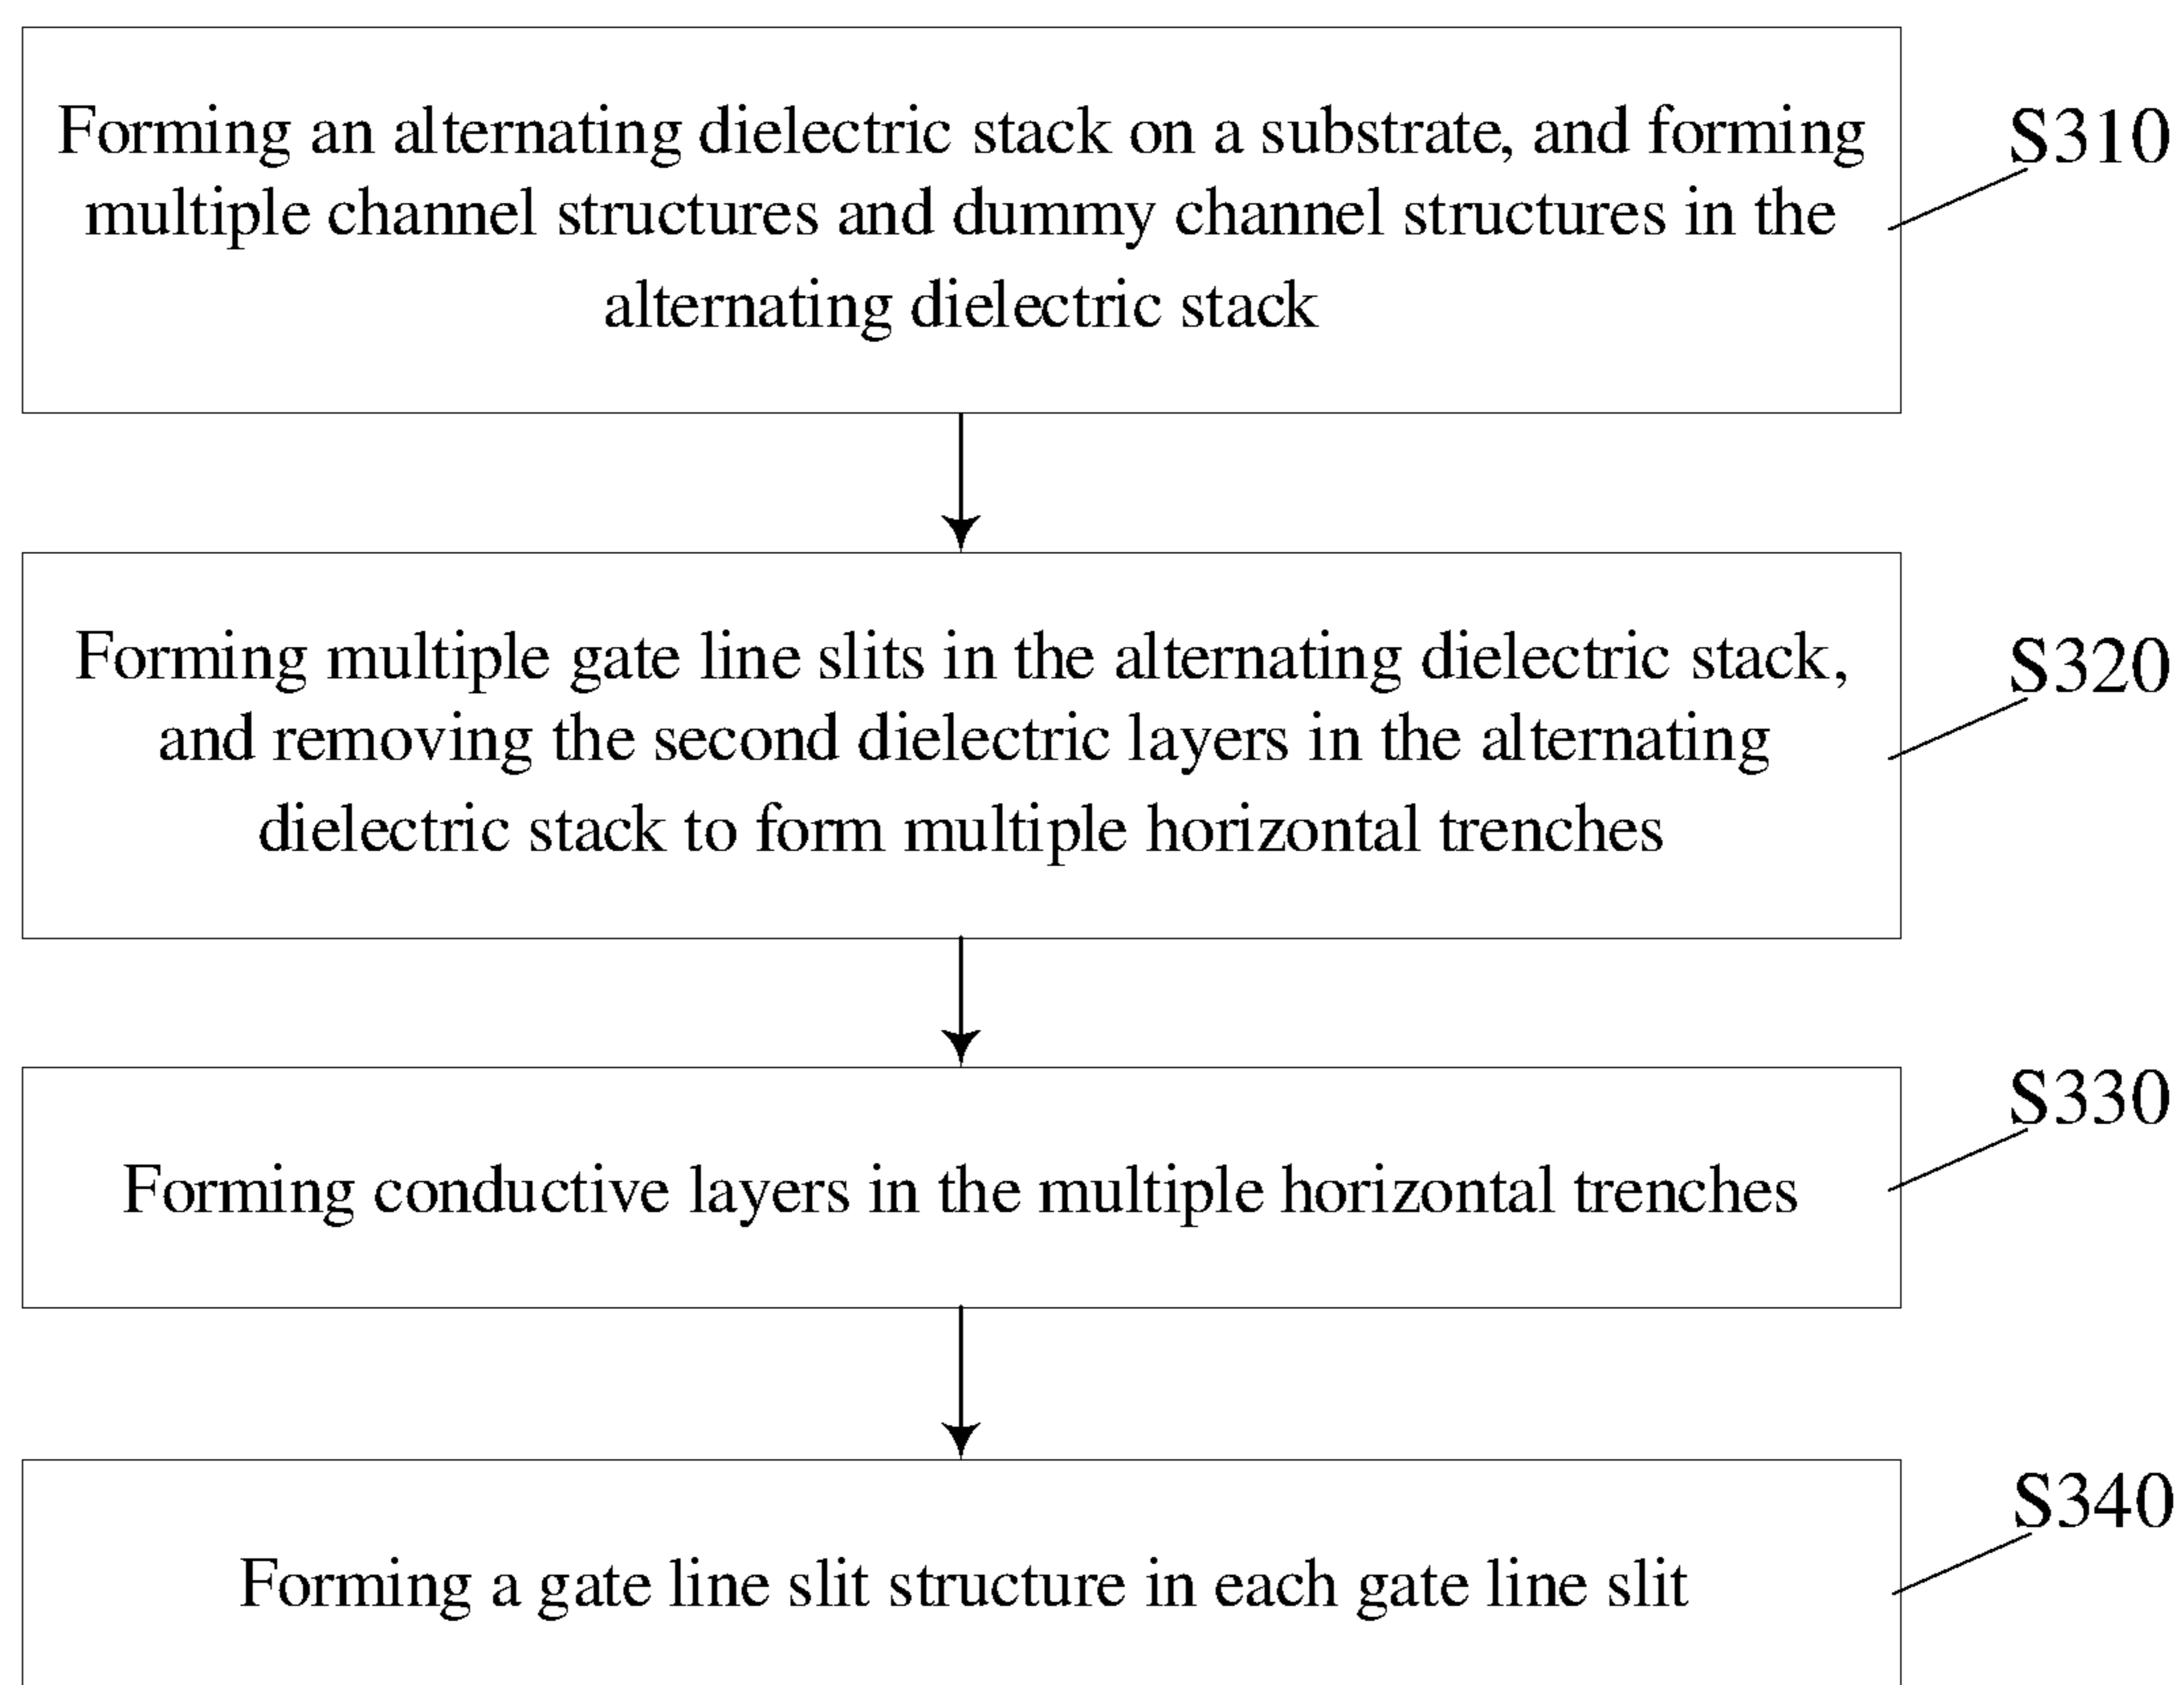 Forming an alternating dielectric stack on a substrate, and forming
multiple channel structures and dummy channel structures in the
alternating dielectric stack
S310
Forming multiple gate line slits in the alternating dielectric stack,
and removing the second dielectric layers in the alternating
dielectric stack to form multiple horizontal trenches
S320
Forming conductive layers in the multiple horizontal trenches
S330
Forming a gate line slit structure in each gate line slit
S340